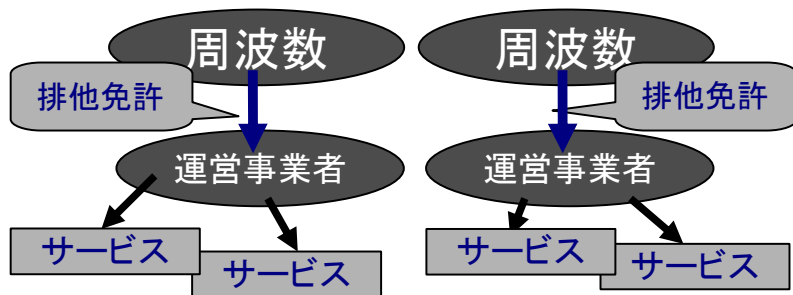 周波数
周波数
排他免許
排他免許
運営事業者
運営事業者
サービス
サービス
サービス
サービス